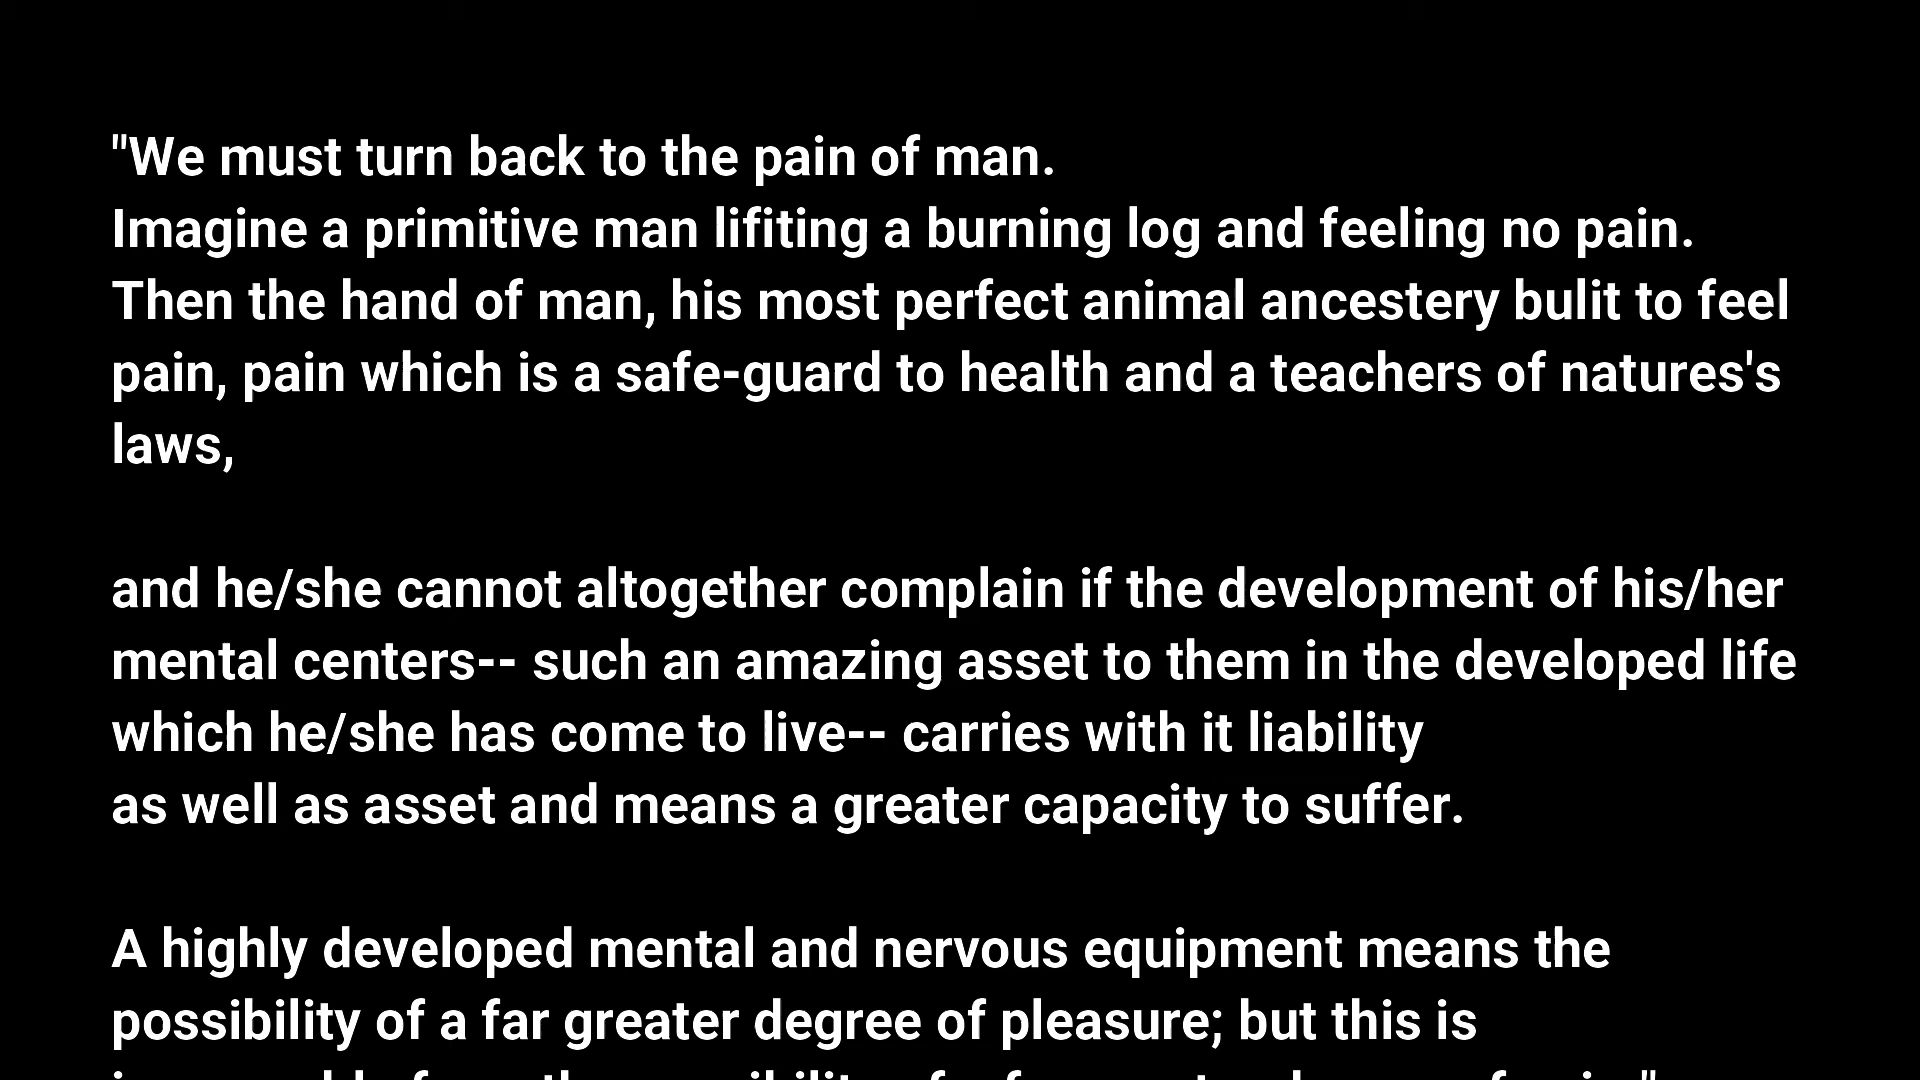 "We must turn back to the pain of man.
Imagine a primitive man lifiting a burning log and feeling no pain.
Then the hand of man, his most perfect animal ancestery bulit to feel
pain, pain which is a safe-guard to health and a teachers of natures's
laws,
and he/she cannot altogether complain if the development of his/her
mental centers-- such an amazing asset to them in the developed life
which he/she has come to live-- carries with it liability
as well as asset and means a greater capacity to suffer.
A highly developed mental and nervous equipment means the
possibility of a far greater degree of pleasure; but this is